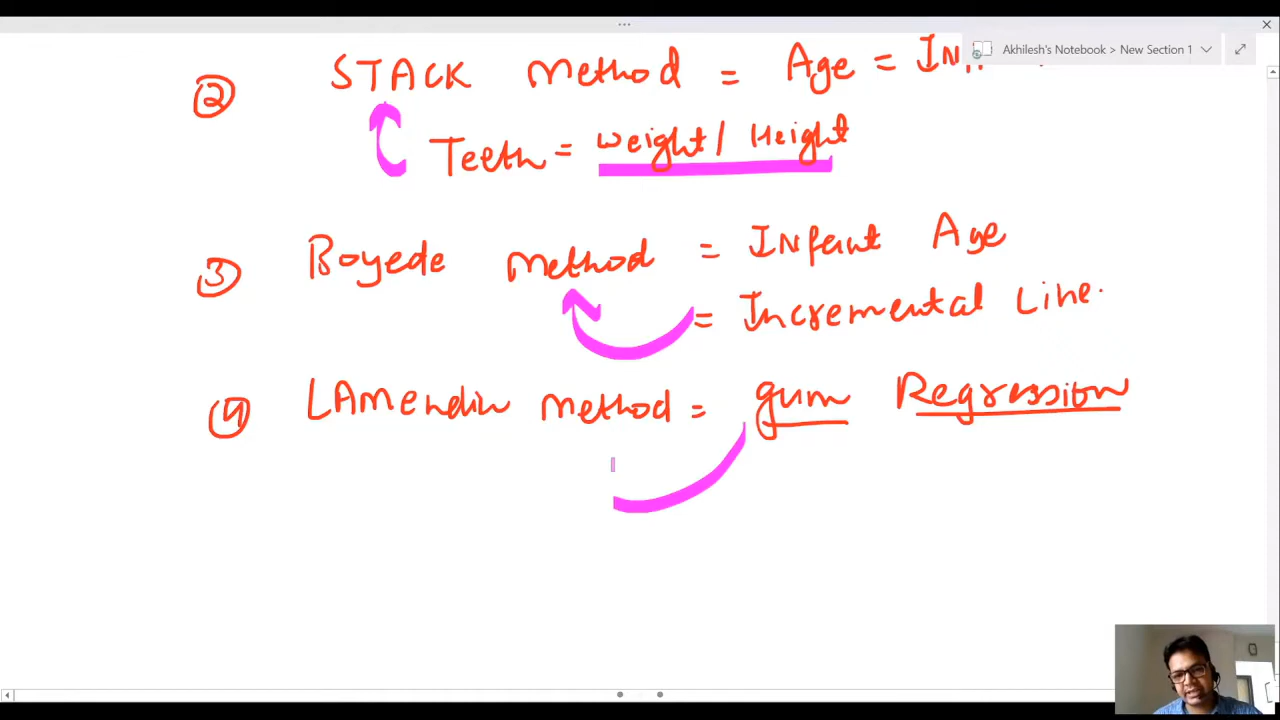 Akhilesh's Notebook > New Section 1
② STACK Method = Age =
Teeth = Weight / Height
③ Boyede Method = Infant Age
= Incremental Line.
④ LAmendin Method = gum Regression